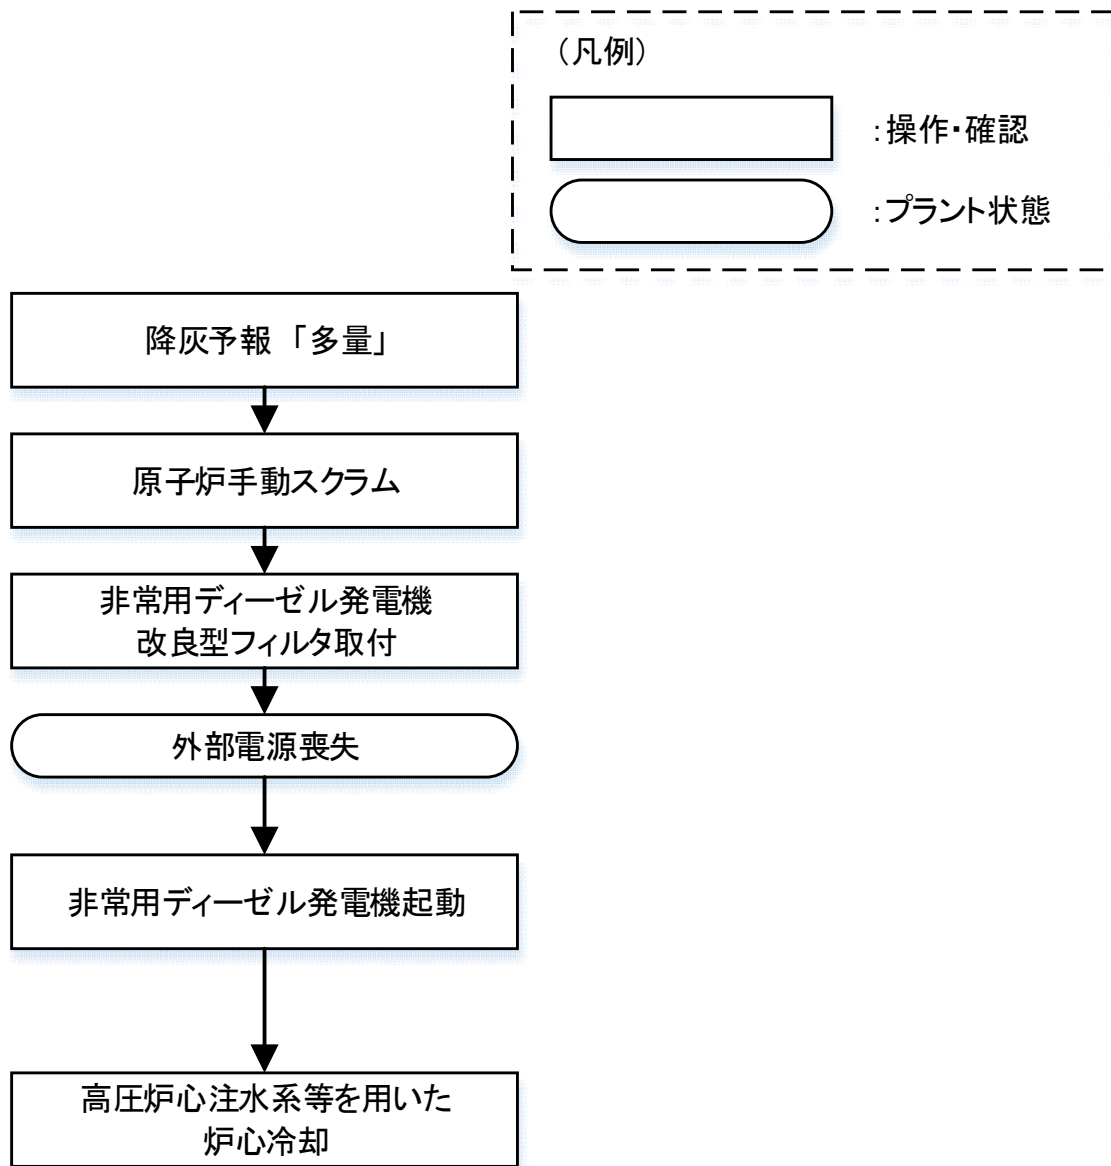 （凡例）
：操作・確認
：プラント状態
降灰予報 「多量」
原子炉手動スクラム
非常用ディーゼル発電機
改良型フィルタ取付
外部電源喪失
非常用ディーゼル発電機起動
高圧炉心注水系等を用いた
炉心冷却